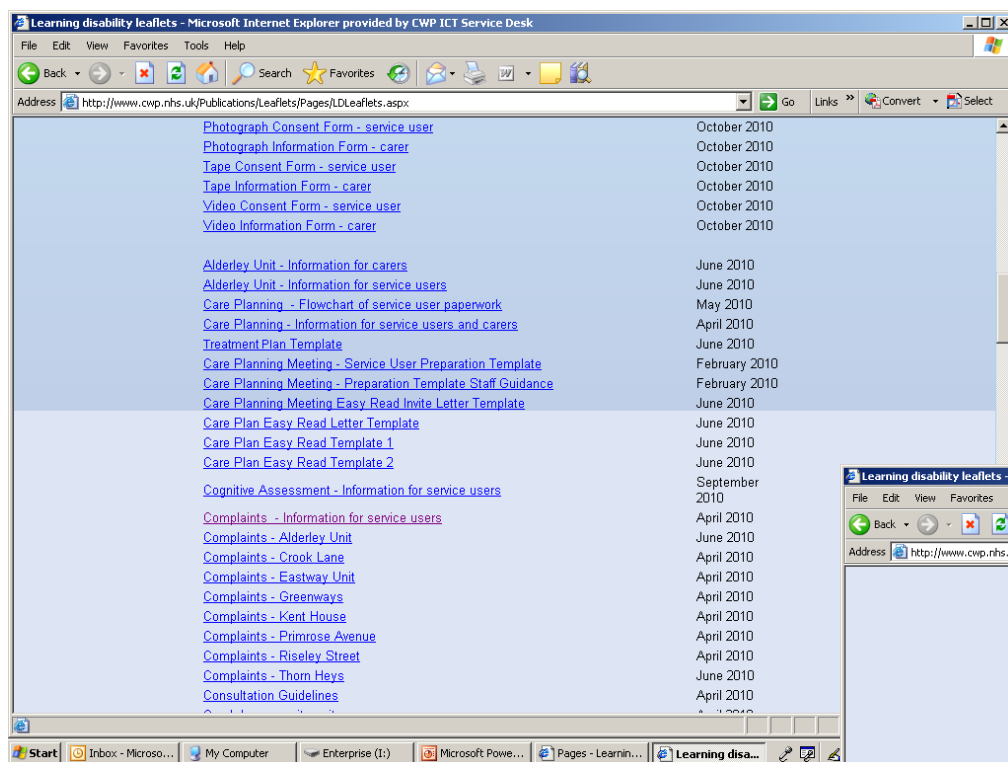 Learning disability leaflets - Microsoft Internet Explorer provided by CWP ICT Service Desk
File Edit View Favorites Tools Help
Back Search Favorites
Address http://www.cwp.nhs.uk/Publications/Leaflets/Pages/LDLeaflets.aspx Go Links » Convert Select
Photograph Consent Form - service user October 2010
Photograph Information Form - carer October 2010
Tape Consent Form - service user October 2010
Tape Information Form - carer October 2010
Video Consent Form - service user October 2010
Video Information Form - carer October 2010
Alderley Unit - Information for carers June 2010
Alderley Unit - Information for service users June 2010
Care Planning - Flowchart of service user paperwork May 2010
Care Planning - Information for service users and carers April 2010
Treatment Plan Template June 2010
Care Planning Meeting - Service User Preparation Template February 2010
Care Planning Meeting - Preparation Template Staff Guidance February 2010
Care Planning Meeting Easy Read Invite Letter Template June 2010
Care Plan Easy Read Letter Template June 2010
Care Plan Easy Read Template 1 June 2010
Care Plan Easy Read Template 2 June 2010
Cognitive Assessment - Information for service users September 2010
Complaints - Information for service users April 2010
Complaints - Alderley Unit June 2010
Complaints - Crook Lane April 2010
Complaints - Eastway Unit April 2010
Complaints - Greenways April 2010
Complaints - Kent House April 2010
Complaints - Primrose Avenue April 2010
Complaints - Riseley Street April 2010
Complaints - Thorn Heys June 2010
Consultation Guidelines April 2010
Learning disability leaflets -
File Edit View Favorites
Back
Address http://www.cwp.nhs.
Start Inbox - Microso... My Computer Enterprise (I:) Microsoft Powe... Pages - Learnin... Learning disa...